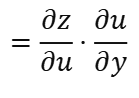 = ∂z/∂u · ∂u/∂y